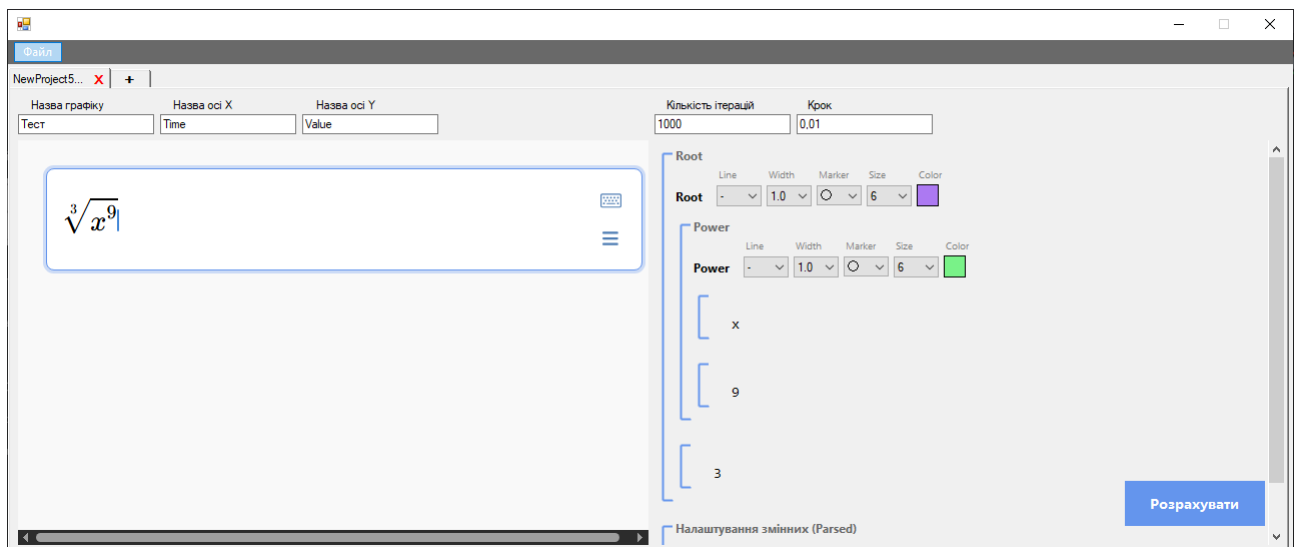 Файл
NewProject5... X +
Назва графіку Назва осі X Назва осі Y Кількість ітерацій Крок
Тест Time Value 1000 0,01
∛x⁹
Root
Line Width Marker Size Color
Root - 1.0 O 6
Power
Line Width Marker Size Color
Power - 1.0 O 6
x
9
3
Розрахувати
Налаштування змінних (Parsed)